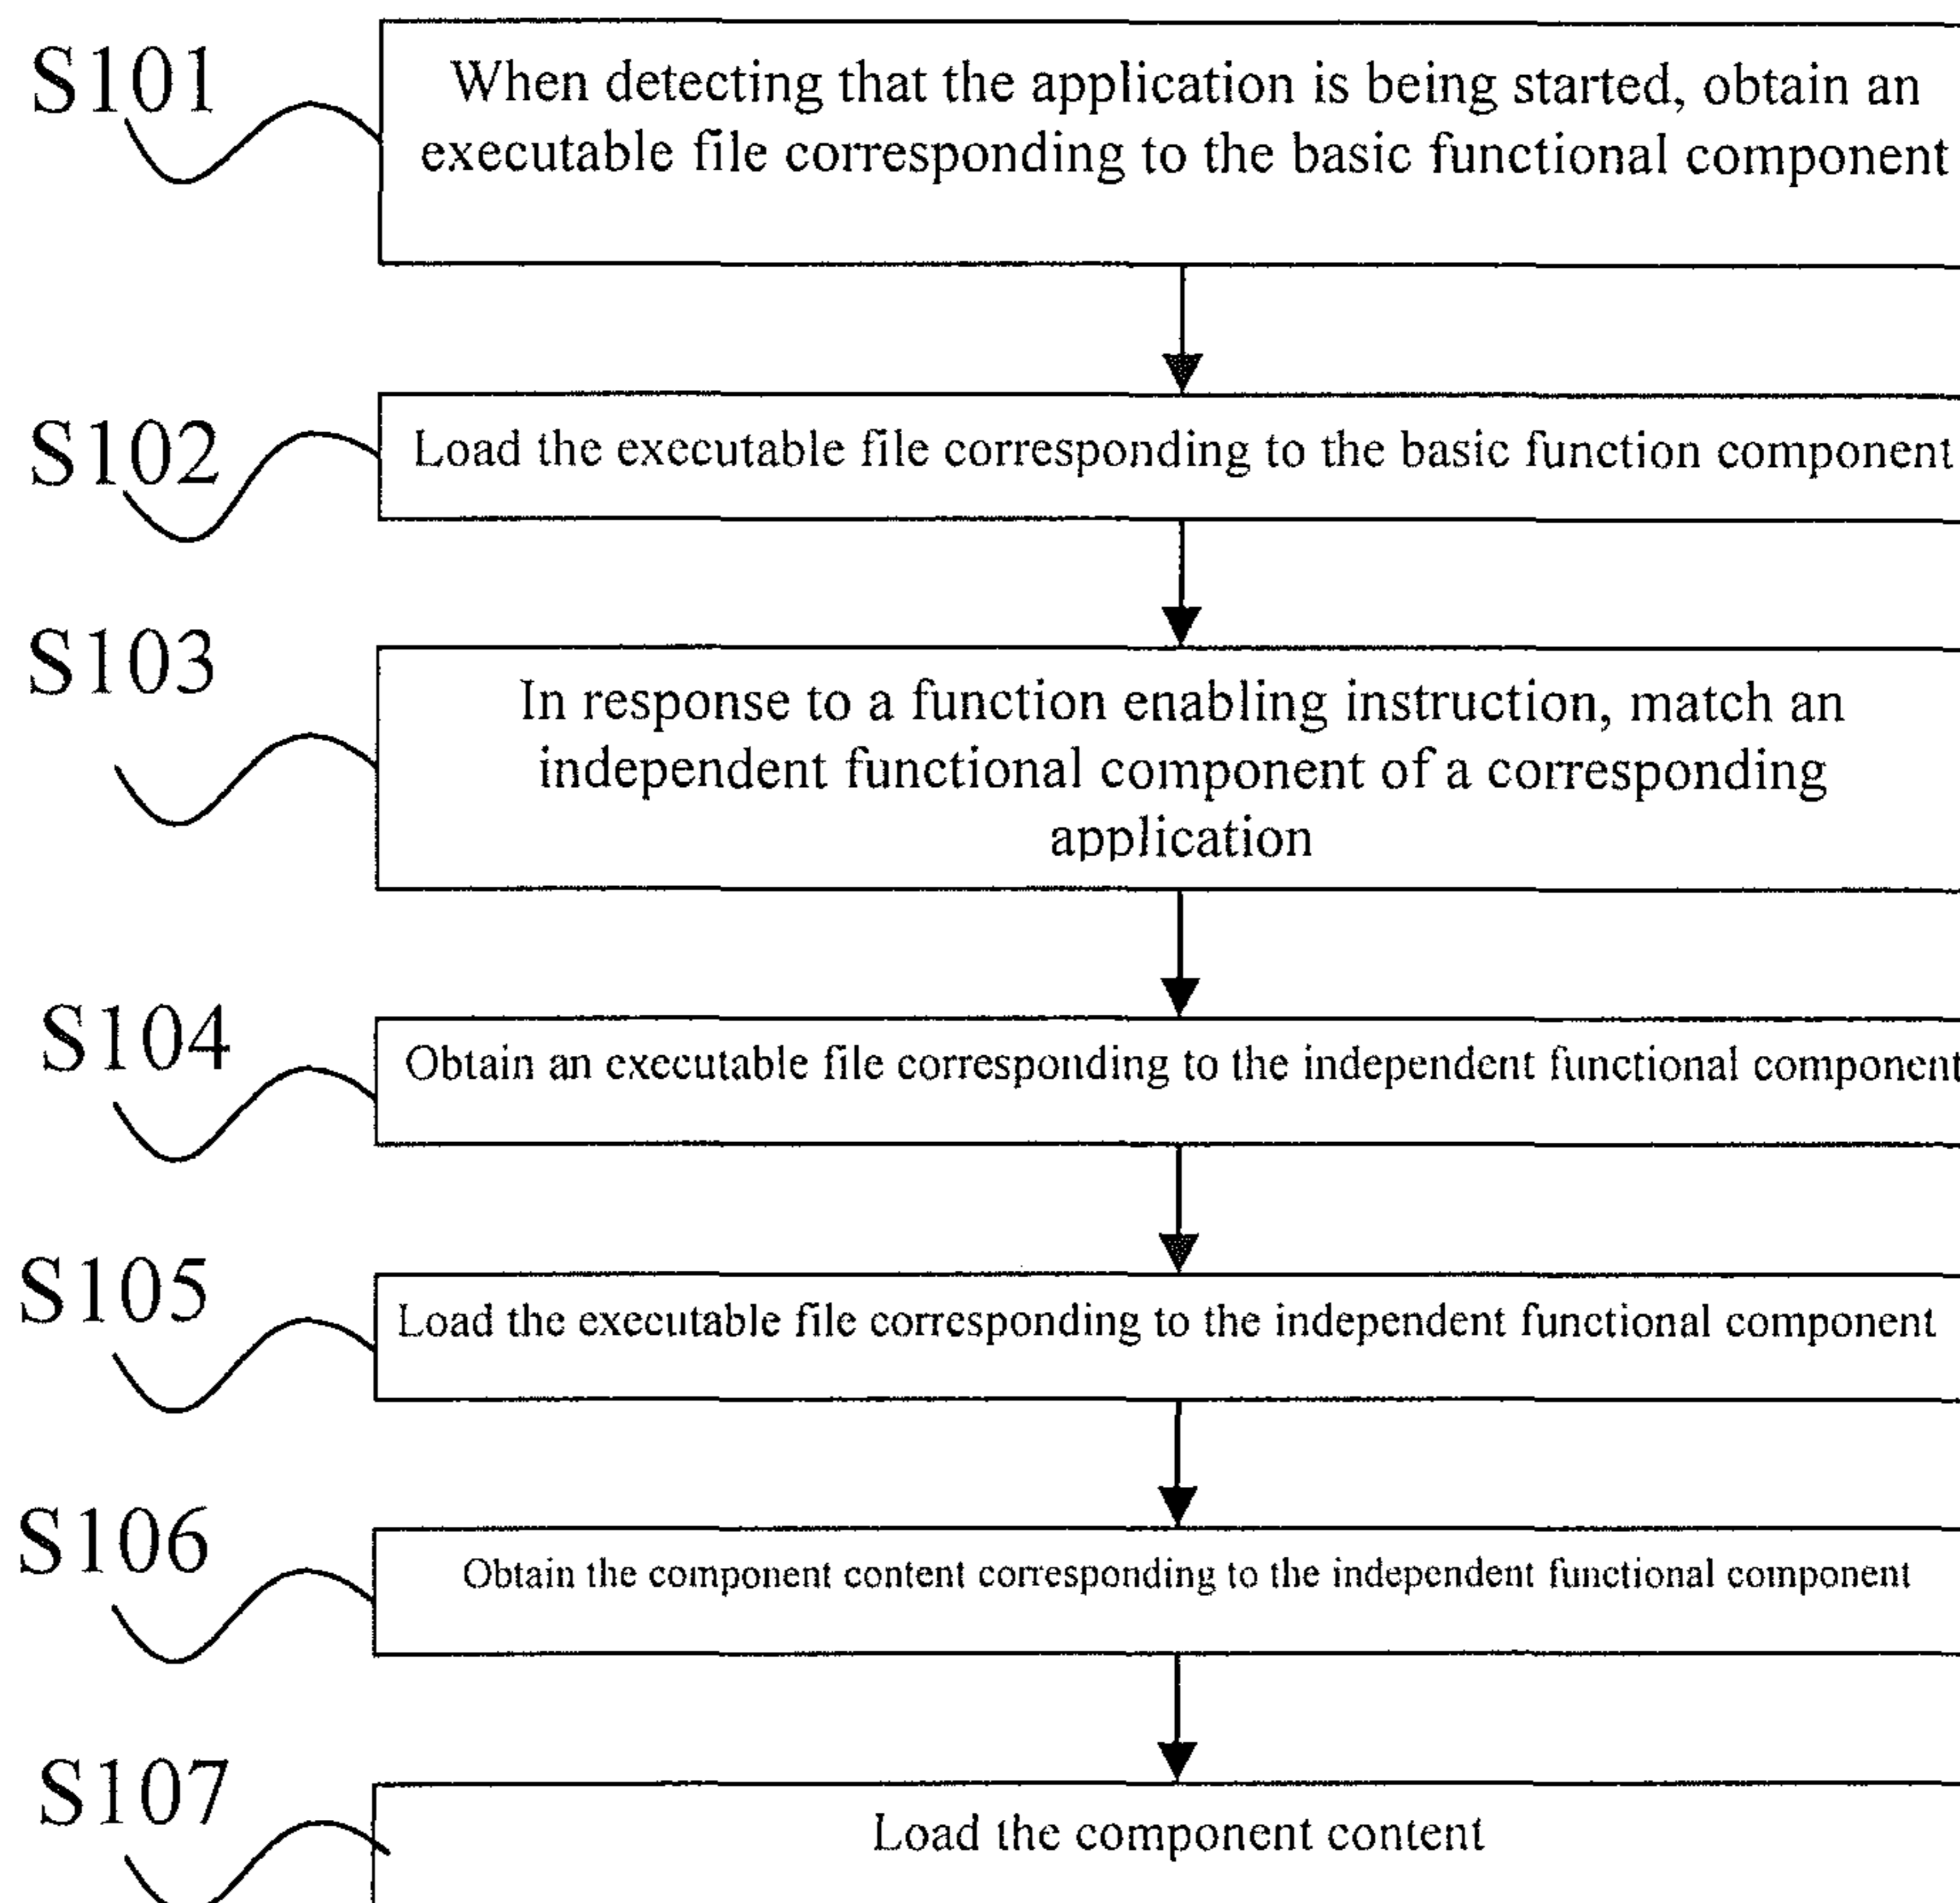 S101
When detecting that the application is being started, obtain an
executable file corresponding to the basic functional component
S102
Load the executable file corresponding to the basic function component
S103
In response to a function enabling instruction, match an
independent functional component of a corresponding
application
S104
Obtain an executable file corresponding to the independent functional component
S105
Load the executable file corresponding to the independent functional component
S106
Obtain the component content corresponding to the independent functional component
S107
Load the component content